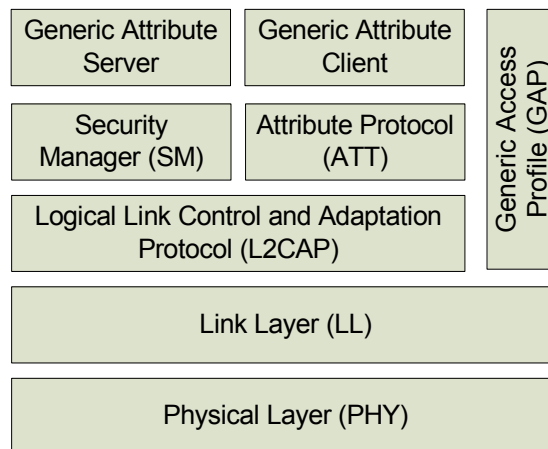 Generic Attribute
Server
Generic Attribute
Client
Generic Access
Profile (GAP)
Security
Manager (SM)
Attribute Protocol
(ATT)
Logical Link Control and Adaptation
Protocol (L2CAP)
Link Layer (LL)
Physical Layer (PHY)